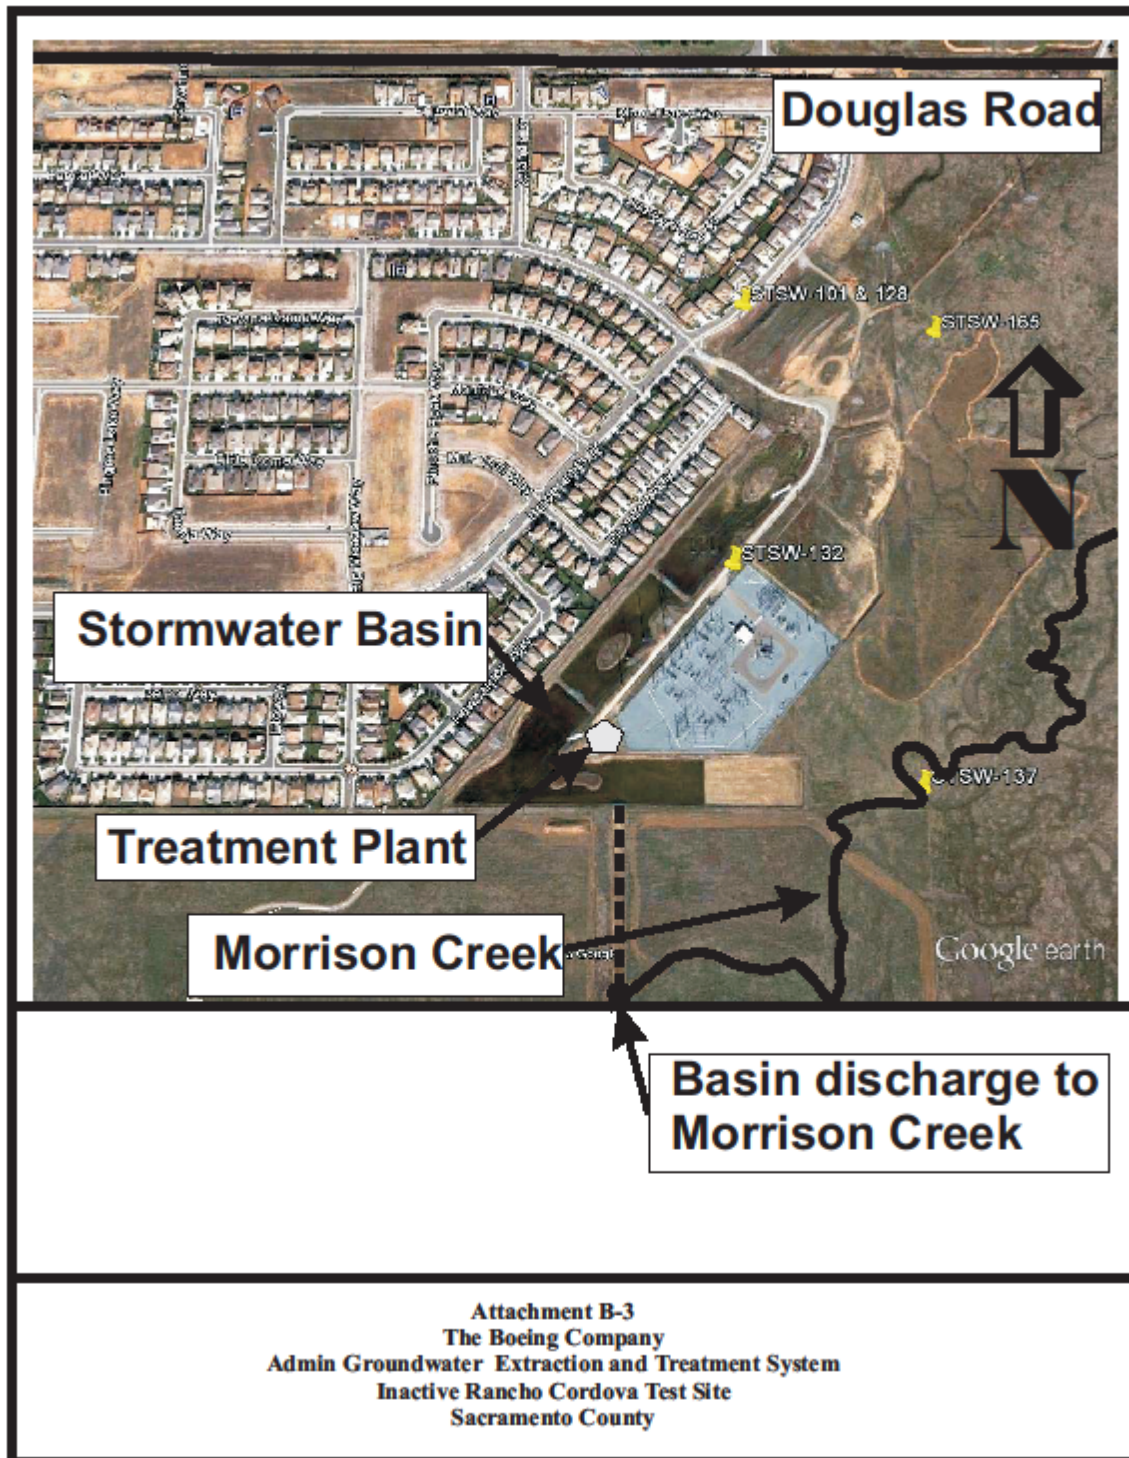 Douglas Road
STSW-101 & 128
STSW-165
N
STSW-132
Stormwater Basin
STSW-137
Treatment Plant
Morrison Creek
Google earth
Basin discharge to
Morrison Creek
Attachment B-3
The Boeing Company
Admin Groundwater Extraction and Treatment System
Inactive Rancho Cordova Test Site
Sacramento County